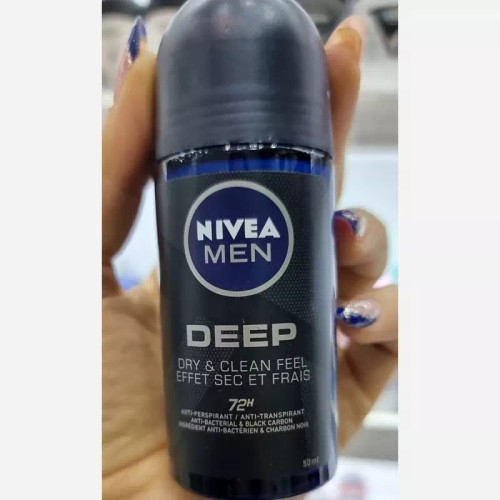 NIVEA
MEN
DEEP
DRY & CLEAN FEEL
EFFET SEC ET FRAIS
72H
ANTI-PERSPIRANT / ANTI-TRANSPIRANT
ANTI-BACTERIAL & BLACK CARBON
INGRÉDIENT ANTI-BACTÉRIEN & CHARBON NOIR
50 ml